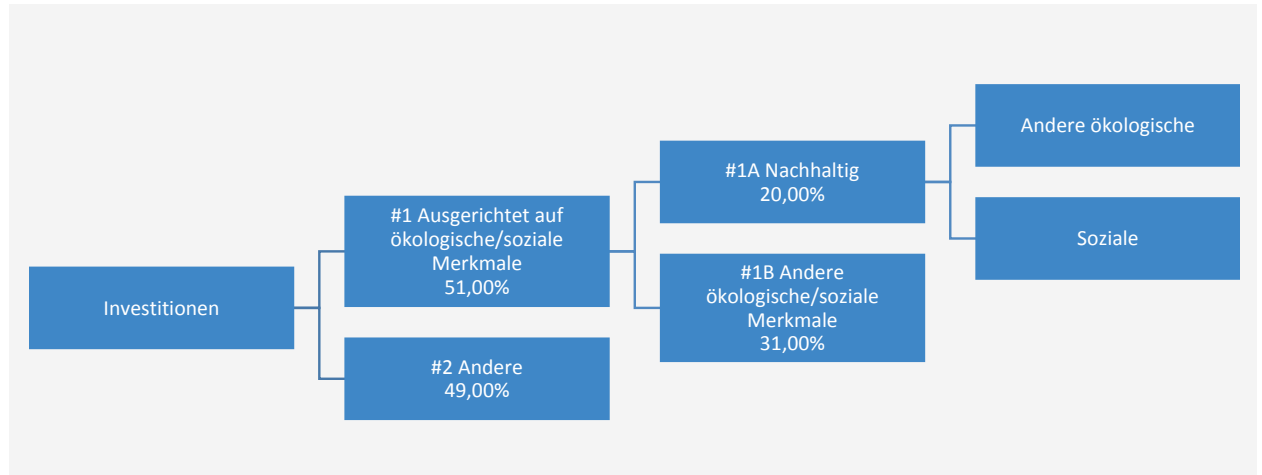 Investitionen
#1 Ausgerichtet auf
ökologische/soziale
Merkmale
51,00%
#2 Andere
49,00%
#1A Nachhaltig
20,00%
#1B Andere
ökologische/soziale
Merkmale
31,00%
Andere ökologische
Soziale